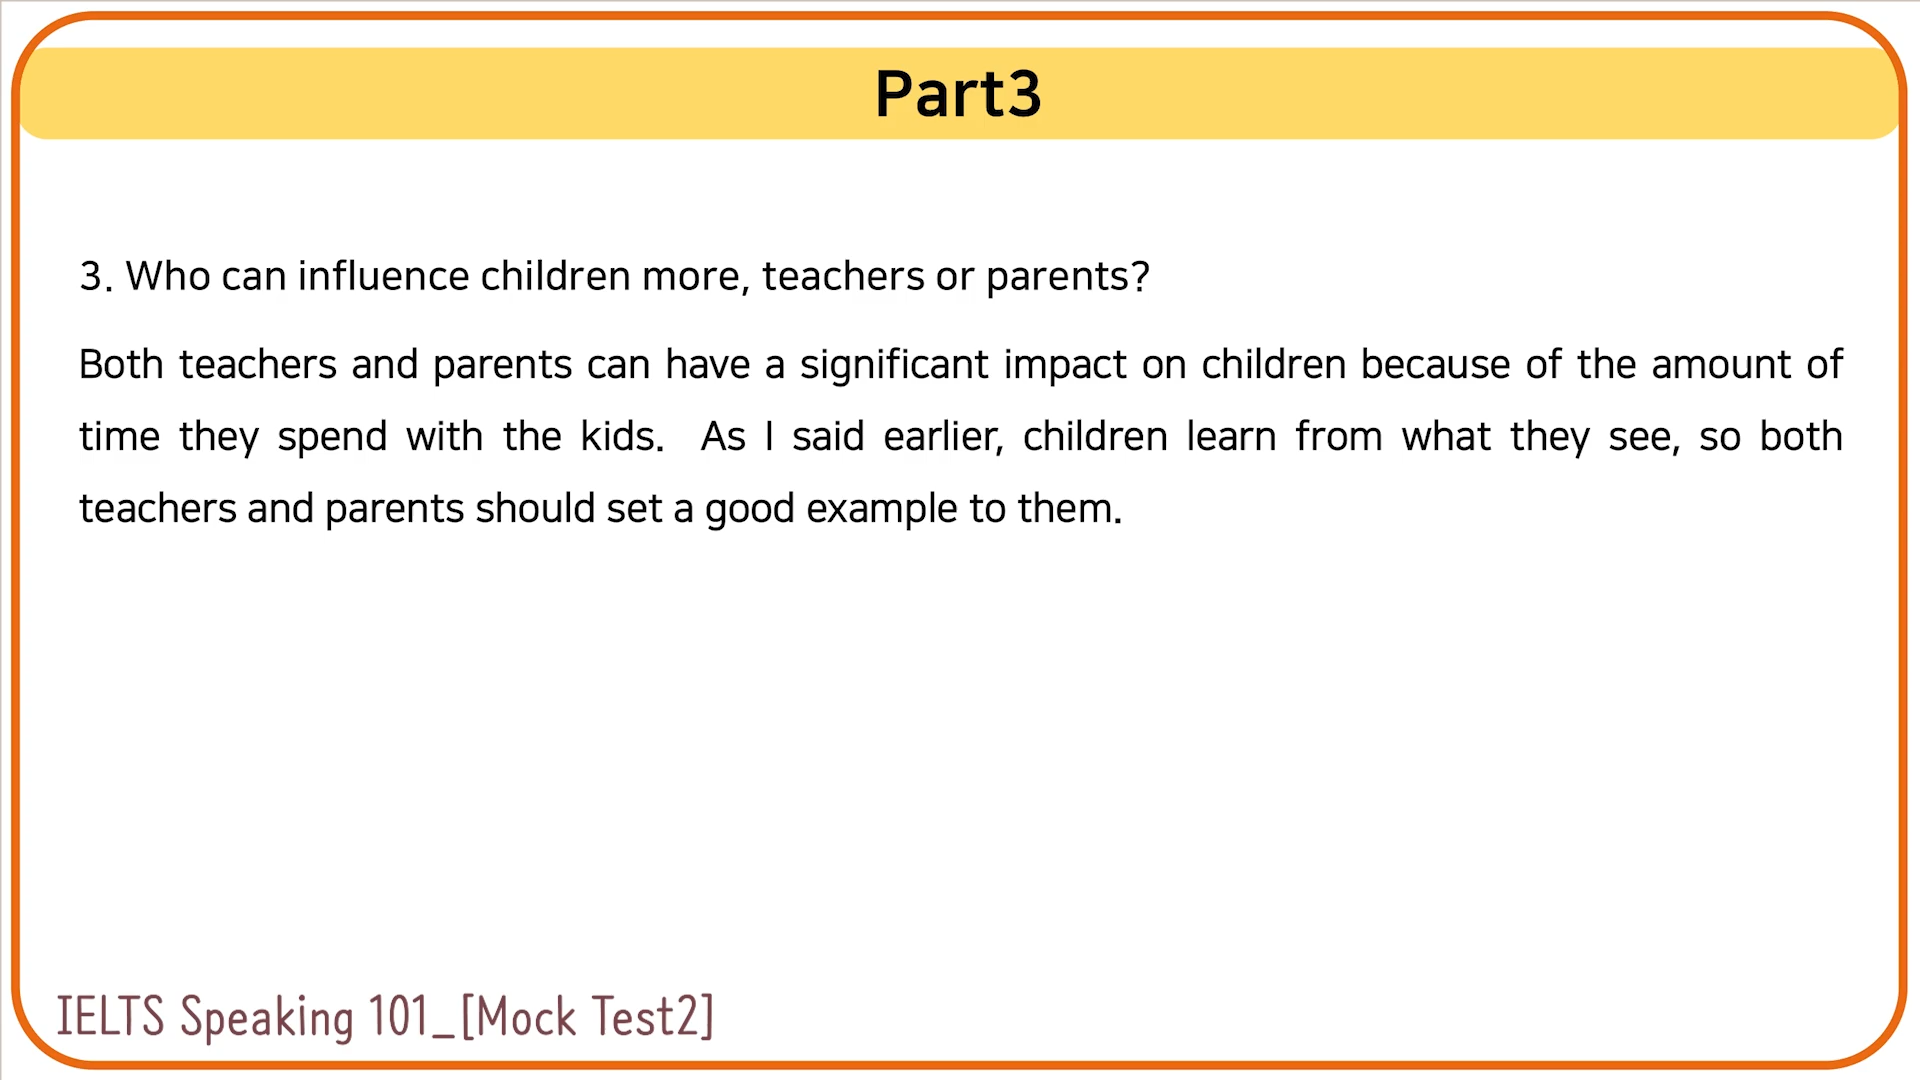 Part3
3. Who can influence children more, teachers or parents?
Both teachers and parents can have a significant impact on children because of the amount of
time they spend with the kids.  As I said earlier, children learn from what they see, so both
teachers and parents should set a good example to them.
IELTS Speaking 101_[Mock Test2]